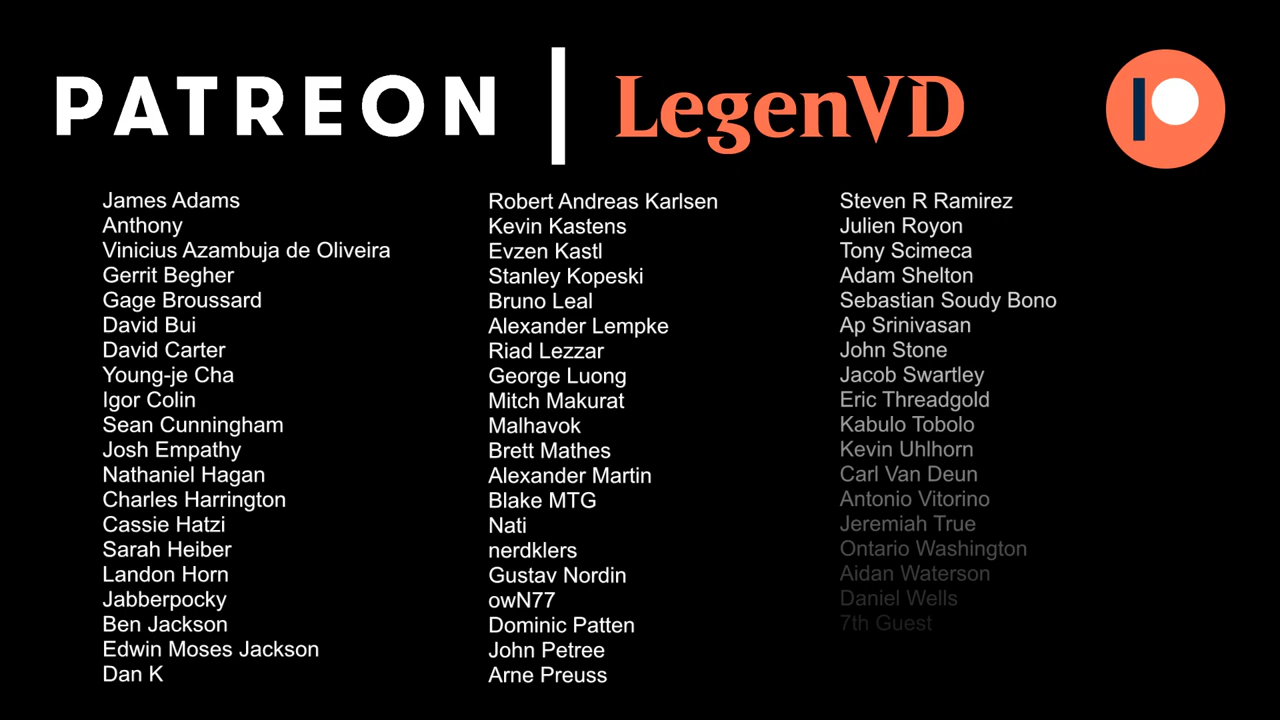 PATREON | LegenVD
James Adams
Anthony
Vinicius Azambuja de Oliveira
Gerrit Begher
Gage Broussard
David Bui
David Carter
Young-je Cha
Igor Colin
Sean Cunningham
Josh Empathy
Nathaniel Hagan
Charles Harrington
Cassie Hatzi
Sarah Heiber
Landon Horn
Jabberpocky
Ben Jackson
Edwin Moses Jackson
Dan K
Robert Andreas Karlsen
Kevin Kastens
Evzen Kastl
Stanley Kopeski
Bruno Leal
Alexander Lempke
Riad Lezzar
George Luong
Mitch Makurat
Malhavok
Brett Mathes
Alexander Martin
Blake MTG
Nati
nerdklers
Gustav Nordin
owN77
Dominic Patten
John Petree
Arne Preuss
Steven R Ramirez
Julien Royon
Tony Scimeca
Adam Shelton
Sebastian Soudy Bono
Ap Srinivasan
John Stone
Jacob Swartley
Eric Threadgold
Kabulo Tobolo
Kevin Uhlhorn
Carl Van Deun
Antonio Vitorino
Jeremiah True
Ontario Washington
Aidan Waterson
Daniel Wells
7th Guest